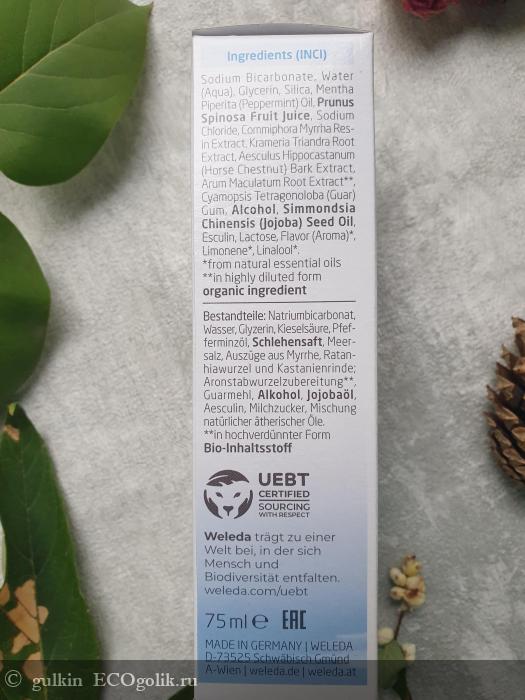 Ingredients (INCI)
Sodium Bicarbonate, Water
(Aqua), Glycerin, Silica, Mentha
Piperita (Peppermint) Oil, Prunus
Spinosa Fruit Juice, Sodium
Chloride, Commiphora Myrrha Res-
in Extract, Krameria Triandra Root
Extract, Aesculus Hippocastanum
(Horse Chestnut) Bark Extract,
Arum Maculatum Root Extract**,
Cyamopsis Tetragonoloba (Guar)
Gum, Alcohol, Simmondsia
Chinensis (Jojoba) Seed Oil,
Esculin, Lactose, Flavor (Aroma)*,
Limonene*, Linalool*.
*from natural essential oils
**in highly diluted form
organic ingredient
Bestandteile: Natriumbicarbonat,
Wasser, Glyzerin, Kieselsäure, Pfef-
ferminzöl, Schlehensaft, Meer-
salz, Auszüge aus Myrrhe, Ratan-
hiawurzel und Kastanienrinde;
Aronstabwurzelzubereitung**,
Guarmehl, Alkohol, Jojobaöl,
Aesculin, Milchzucker, Mischung
natürlicher ätherischer Öle.
**in hochverdünnter Form
Bio-Inhaltsstoff
UEBT
CERTIFIED
SOURCING
WITH RESPECT
Weleda trägt zu einer
Welt bei, in der sich
Mensch und
Biodiversität entfalten.
weleda.com/uebt
75 ml e EAC
MADE IN GERMANY | WELEDA
D-73525 Schwäbisch Gmünd
A-Wien | weleda.de | weleda.at
© gulkin ECOgolik.ru